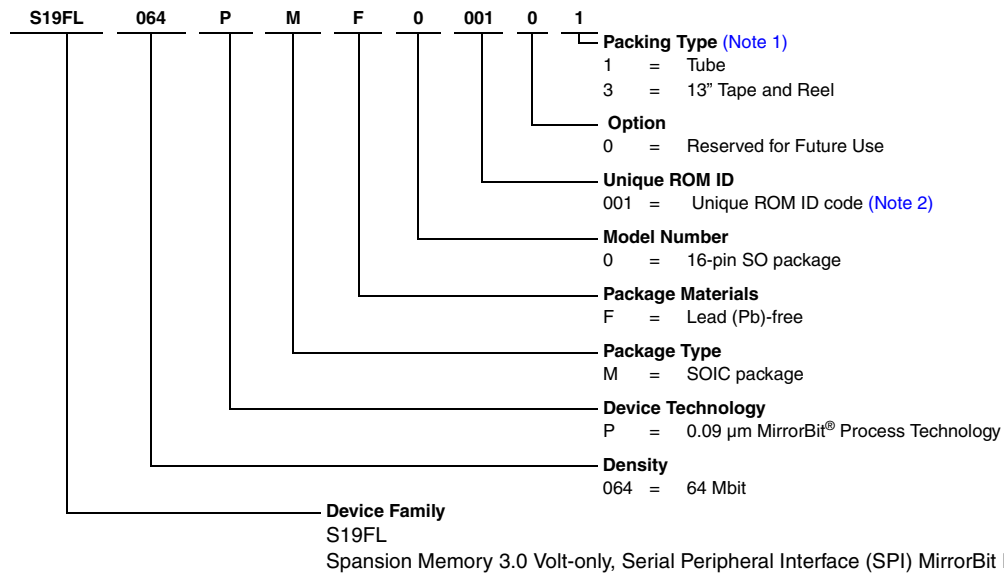 S19FL 064 P M F 0 001 0 1
Packing Type (Note 1)
1 = Tube
3 = 13” Tape and Reel
Option
0 = Reserved for Future Use
Unique ROM ID
001 = Unique ROM ID code (Note 2)
Model Number
0 = 16-pin SO package
Package Materials
F = Lead (Pb)-free
Package Type
M = SOIC package
Device Technology
P = 0.09 µm MirrorBit® Process Technology
Density
064 = 64 Mbit
Device Family
S19FL
Spansion Memory 3.0 Volt-only, Serial Peripheral Interface (SPI) MirrorBit